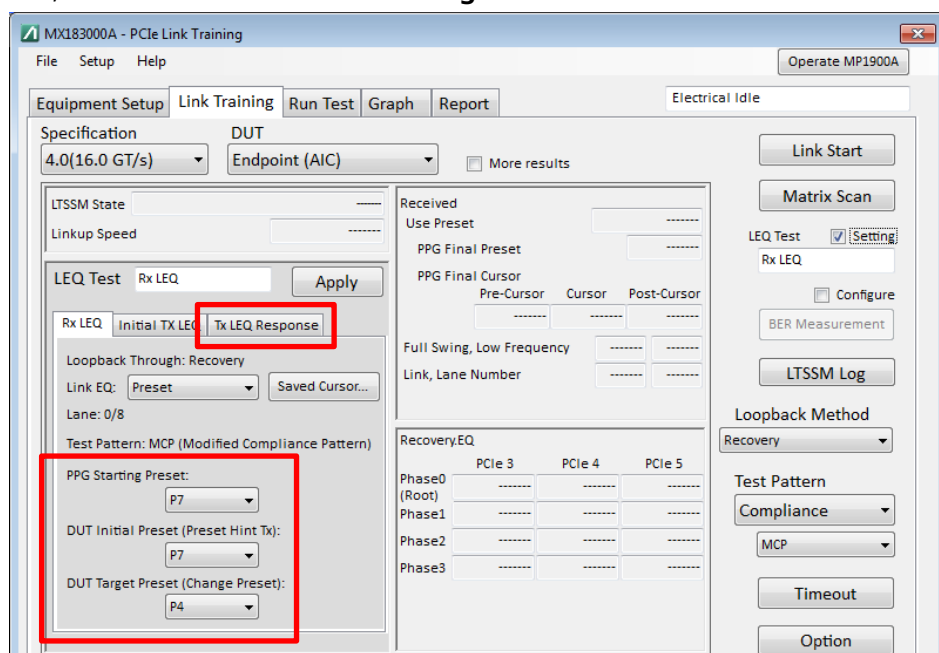 MX183000A - PCIe Link Training
File Setup Help
Operate MP1900A
Equipment Setup Link Training Run Test Graph Report
Electrical Idle
Specification DUT
4.0(16.0 GT/s) Endpoint (AIC) More results
LTSSM State -------
Linkup Speed -------
LEQ Test Rx LEQ Apply
Rx LEQ Initial TX LEQ Tx LEQ Response
Loopback Through: Recovery
Link EQ: Preset Saved Cursor...
Lane: 0/8
Test Pattern: MCP (Modified Compliance Pattern)
PPG Starting Preset:
P7
DUT Initial Preset (Preset Hint Tx):
P7
DUT Target Preset (Change Preset):
P4
Received
Use Preset -------
PPG Final Preset -------
PPG Final Cursor
Pre-Cursor Cursor Post-Cursor
------- ------- -------
Full Swing, Low Frequency ------- -------
Link, Lane Number ------- -------
Recovery.EQ
PCIe 3 PCIe 4 PCIe 5
Phase0 ------- ------- -------
(Root)
Phase1 ------- ------- -------
Phase2 ------- ------- -------
Phase3 ------- ------- -------
Link Start
Matrix Scan
LEQ Test Setting
Rx LEQ
Configure
BER Measurement
LTSSM Log
Loopback Method
Recovery
Test Pattern
Compliance
MCP
Timeout
Option